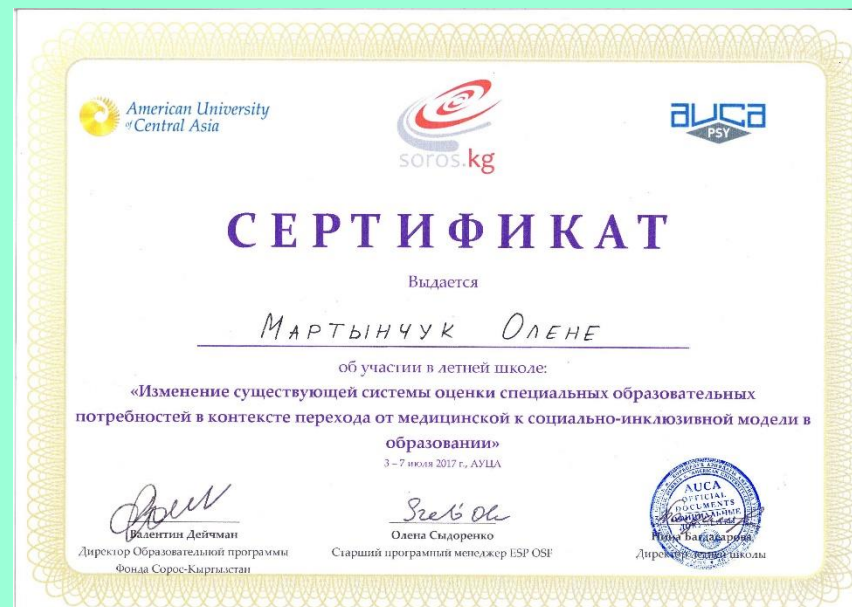 American University
of Central Asia
soros.kg
auca
PSY
СЕРТИФИКАТ
Выдается
Мартынчук Олене
об участии в летней школе:
«Изменение существующей системы оценки специальных образовательных
потребностей в контексте перехода от медицинской к социально-инклюзивной модели в
образовании»
3 – 7 июля 2017 г., АУЦА
Валентин Дейчман
Директор Образовательной программы
Фонда Сорос-Кыргызстан
Олена Сыдоренко
Старший програмный менеджер ESP OSF
Нина Багдасарова
Директор летней школы
AUCA
OFFICIAL
DOCUMENTS